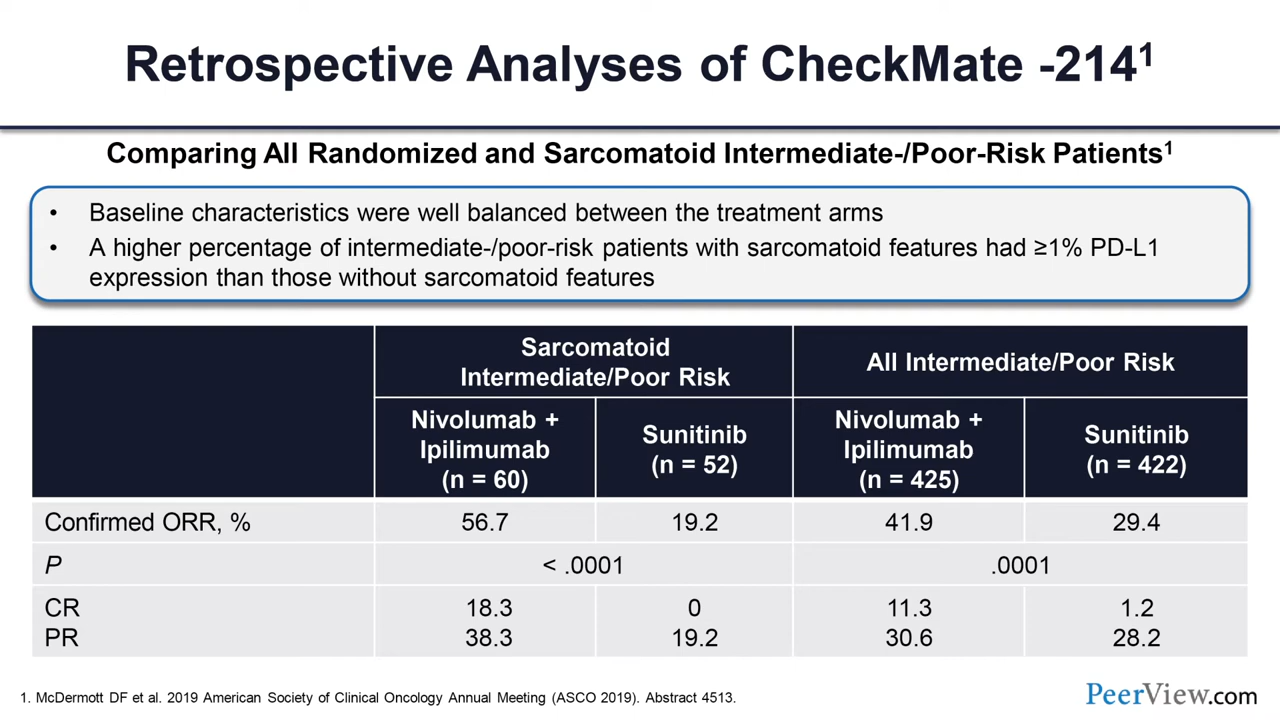 Retrospective Analyses of CheckMate -214¹
Comparing All Randomized and Sarcomatoid Intermediate-/Poor-Risk Patients¹
• Baseline characteristics were well balanced between the treatment arms
• A higher percentage of intermediate-/poor-risk patients with sarcomatoid features had ≥1% PD-L1
expression than those without sarcomatoid features
Sarcomatoid
Intermediate/Poor Risk
All Intermediate/Poor Risk
Nivolumab +
Ipilimumab
(n = 60)
Sunitinib
(n = 52)
Nivolumab +
Ipilimumab
(n = 425)
Sunitinib
(n = 422)
Confirmed ORR, % 56.7 19.2 41.9 29.4
P < .0001 .0001
CR 18.3 0 11.3 1.2
PR 38.3 19.2 30.6 28.2
1. McDermott DF et al. 2019 American Society of Clinical Oncology Annual Meeting (ASCO 2019). Abstract 4513.
PeerView.com